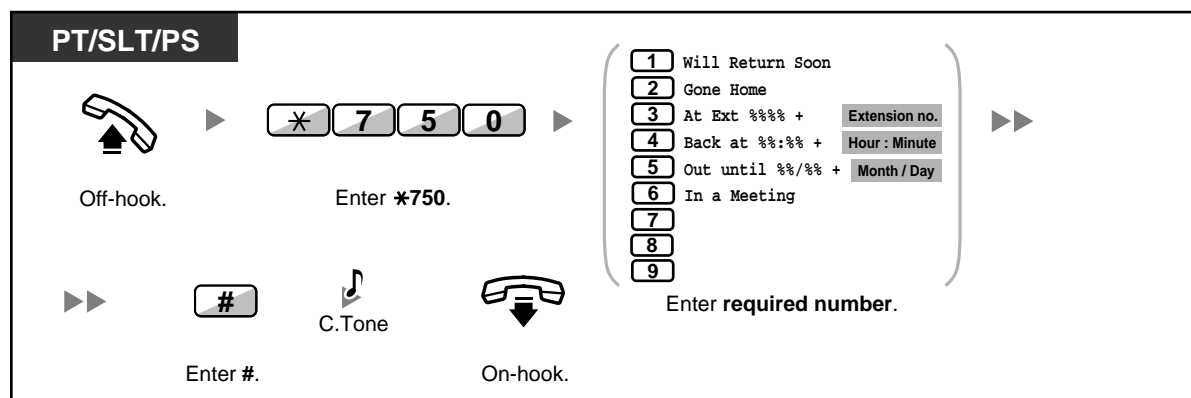 PT/SLT/PS
1 Will Return Soon
2 Gone Home
3 At Ext %%%% + Extension no.
4 Back at %%:%% + Hour : Minute
5 Out until %%/%% + Month / Day
6 In a Meeting
7
8
9
* 7 5 0
Off-hook.
Enter *750.
Enter required number.
#
C.Tone
Enter #.
On-hook.